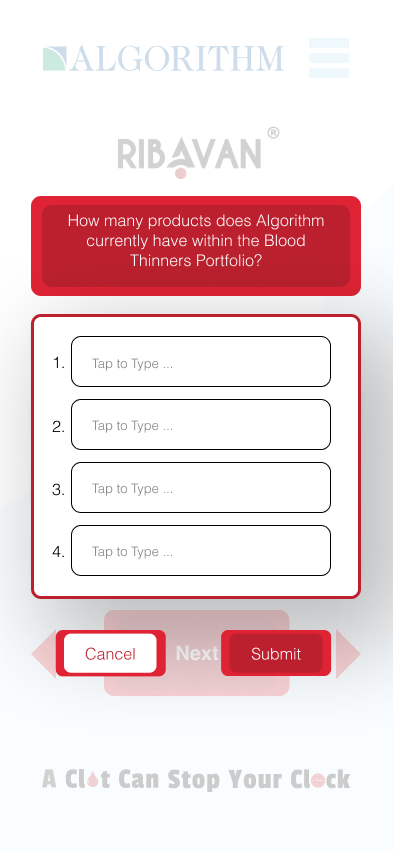 ALGORITHM
RIBAVAN®
How many products does Algorithm
currently have within the Blood
Thinners Portfolio?
1. Tap to Type ...
2. Tap to Type ...
3. Tap to Type ...
4. Tap to Type ...
Cancel Next Submit
A Clot Can Stop Your Clock